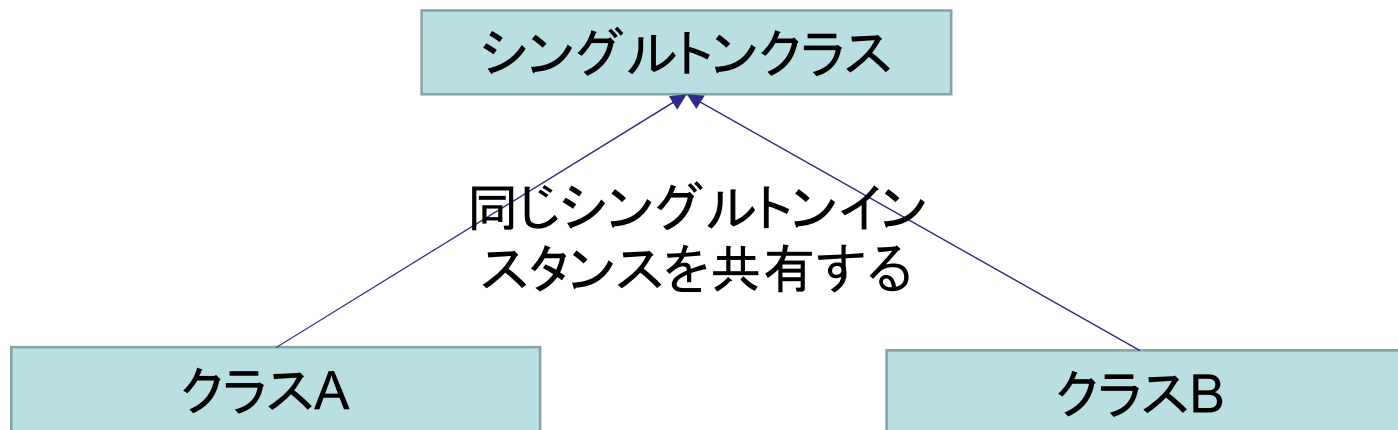 シングルトンクラス
同じシングルトンイン
スタンスを共有する
クラスA
クラスB